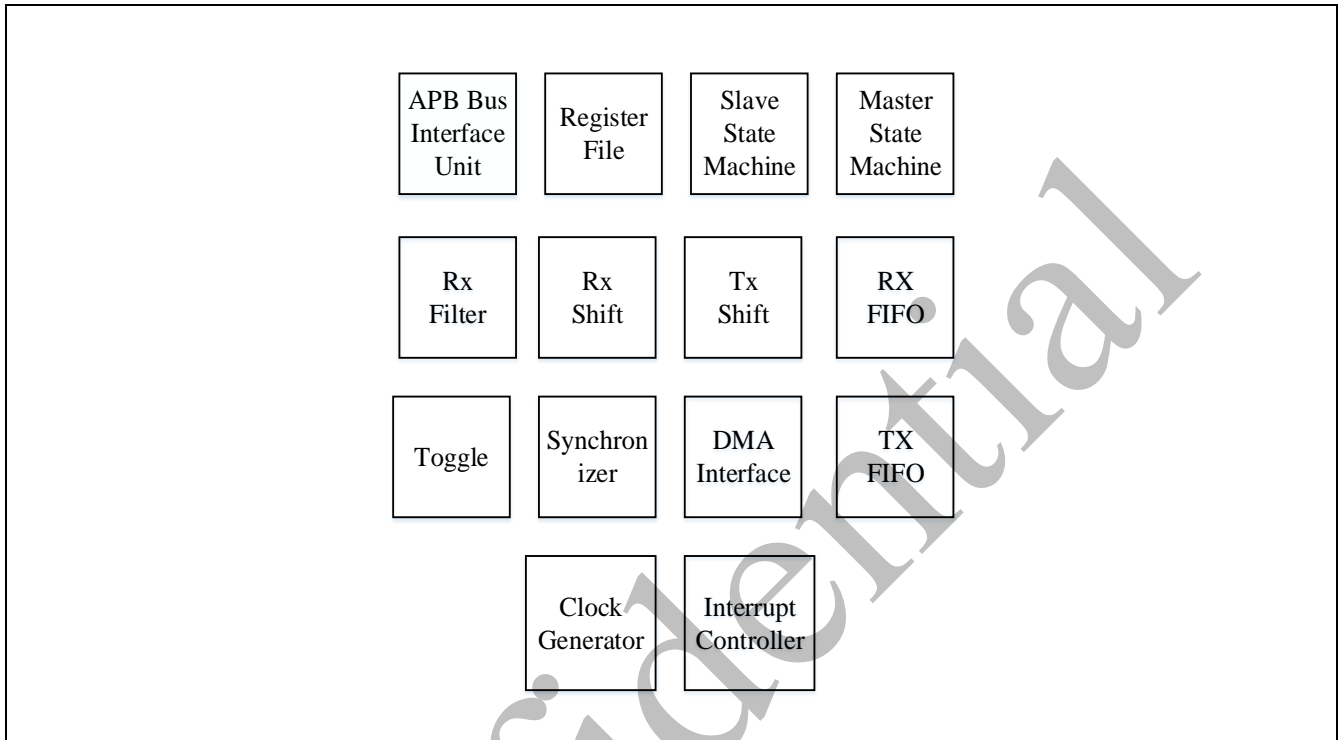 APB Bus
Interface
Unit
Register
File
Slave
State
Machine
Master
State
Machine
Rx
Filter
Rx
Shift
Tx
Shift
RX
FIFO
Toggle
Synchron
izer
DMA
Interface
TX
FIFO
Clock
Generator
Interrupt
Controller
fidential